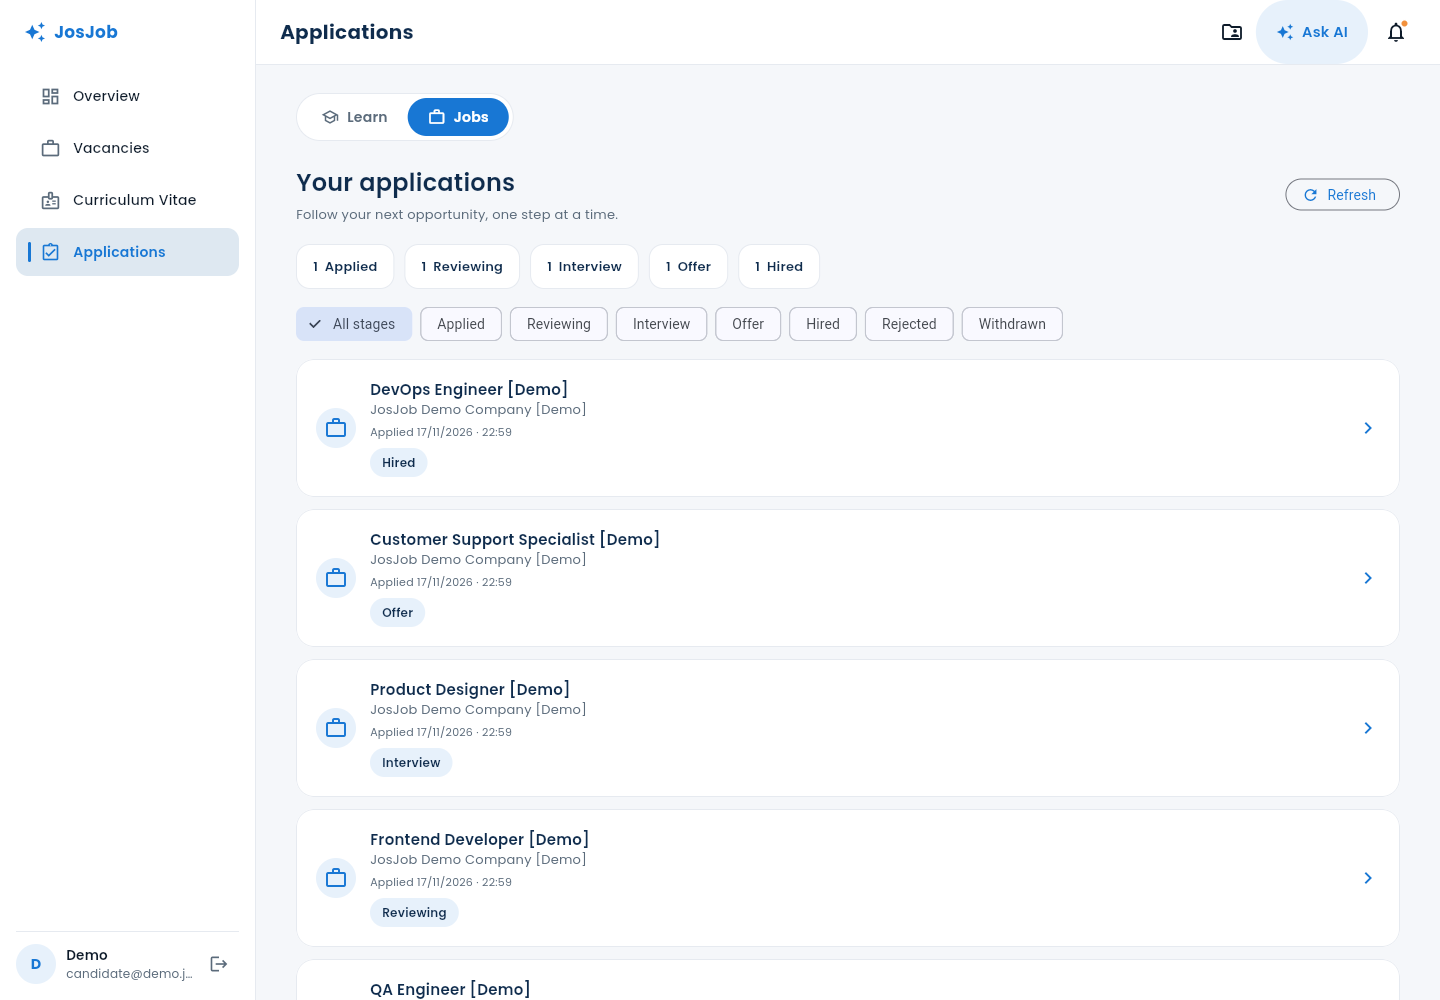 JosJob
Applications
Ask AI
Overview
Vacancies
Curriculum Vitae
Applications
Learn
Jobs
Your applications
Follow your next opportunity, one step at a time.
Refresh
1 Applied
1 Reviewing
1 Interview
1 Offer
1 Hired
All stages
Applied
Reviewing
Interview
Offer
Hired
Rejected
Withdrawn
DevOps Engineer [Demo]
JosJob Demo Company [Demo]
Applied 17/11/2026 · 22:59
Hired
Customer Support Specialist [Demo]
JosJob Demo Company [Demo]
Applied 17/11/2026 · 22:59
Offer
Product Designer [Demo]
JosJob Demo Company [Demo]
Applied 17/11/2026 · 22:59
Interview
Frontend Developer [Demo]
JosJob Demo Company [Demo]
Applied 17/11/2026 · 22:59
Reviewing
QA Engineer [Demo]
D
Demo
candidate@demo.j...